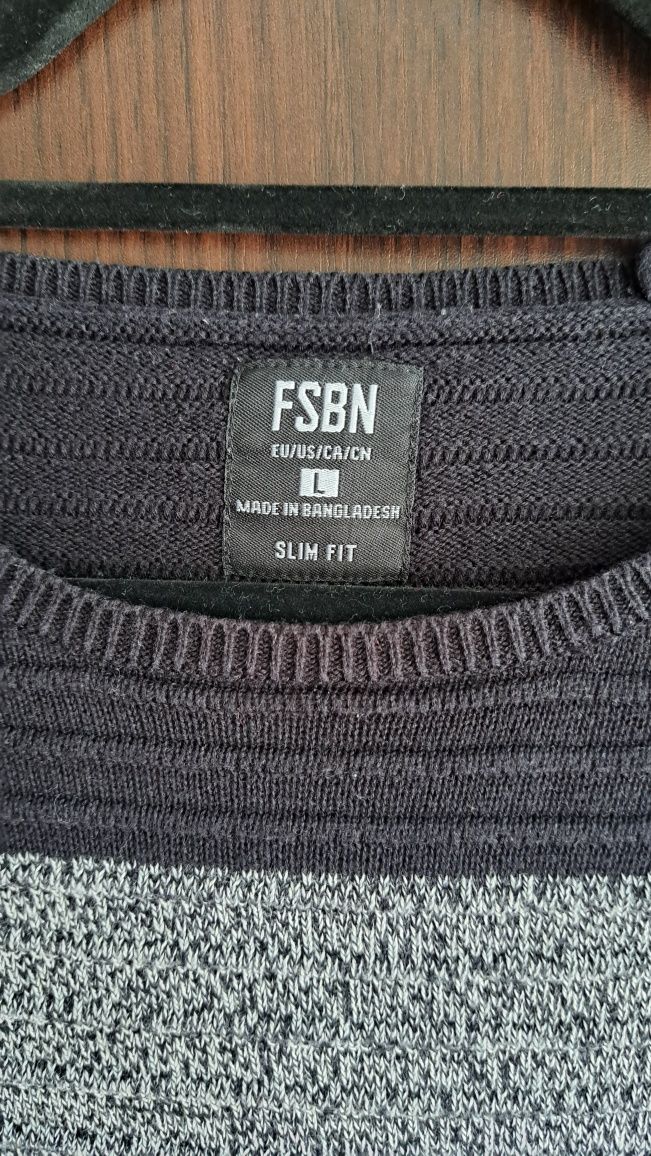 FSBN
EU/US/CA/CN
L
MADE IN BANGLADESH
SLIM FIT